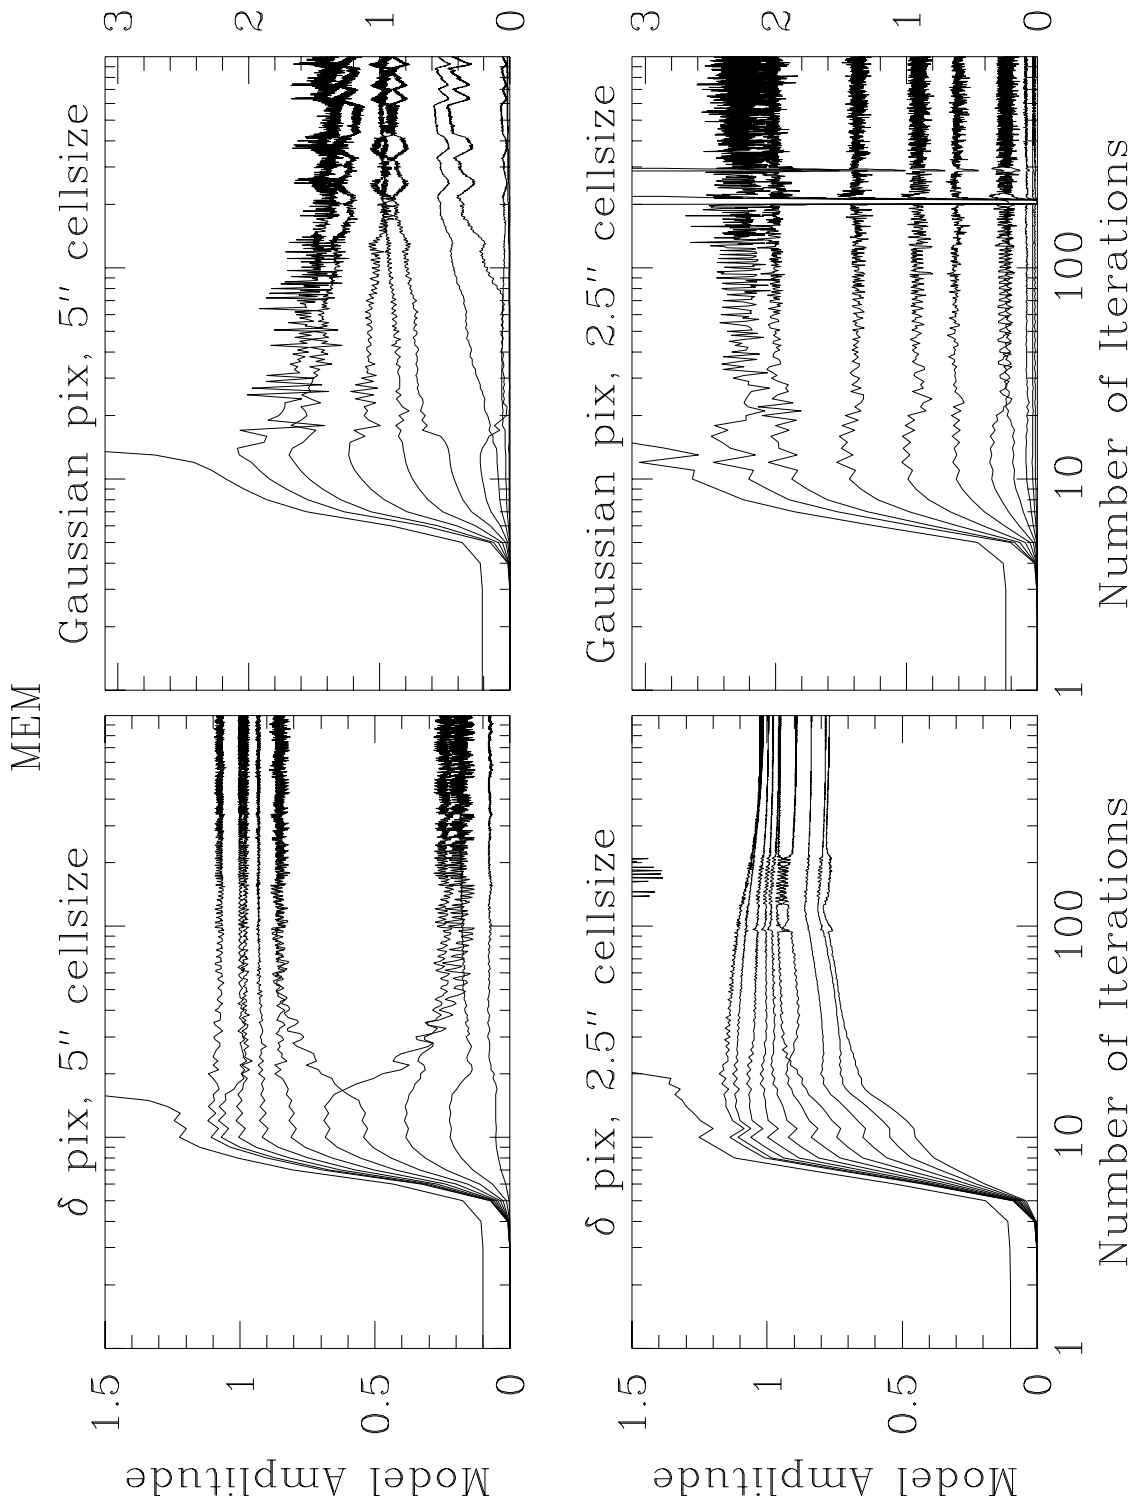 MEM
δ pix, 5" cellsize
Gaussian pix, 5" cellsize
Model Amplitude
1.5
1
0.5
0
3
2
1
0
δ pix, 2.5" cellsize
Gaussian pix, 2.5" cellsize
Model Amplitude
1.5
1
0.5
0
3
2
1
0
1 10 100
1 10 100
Number of Iterations
Number of Iterations